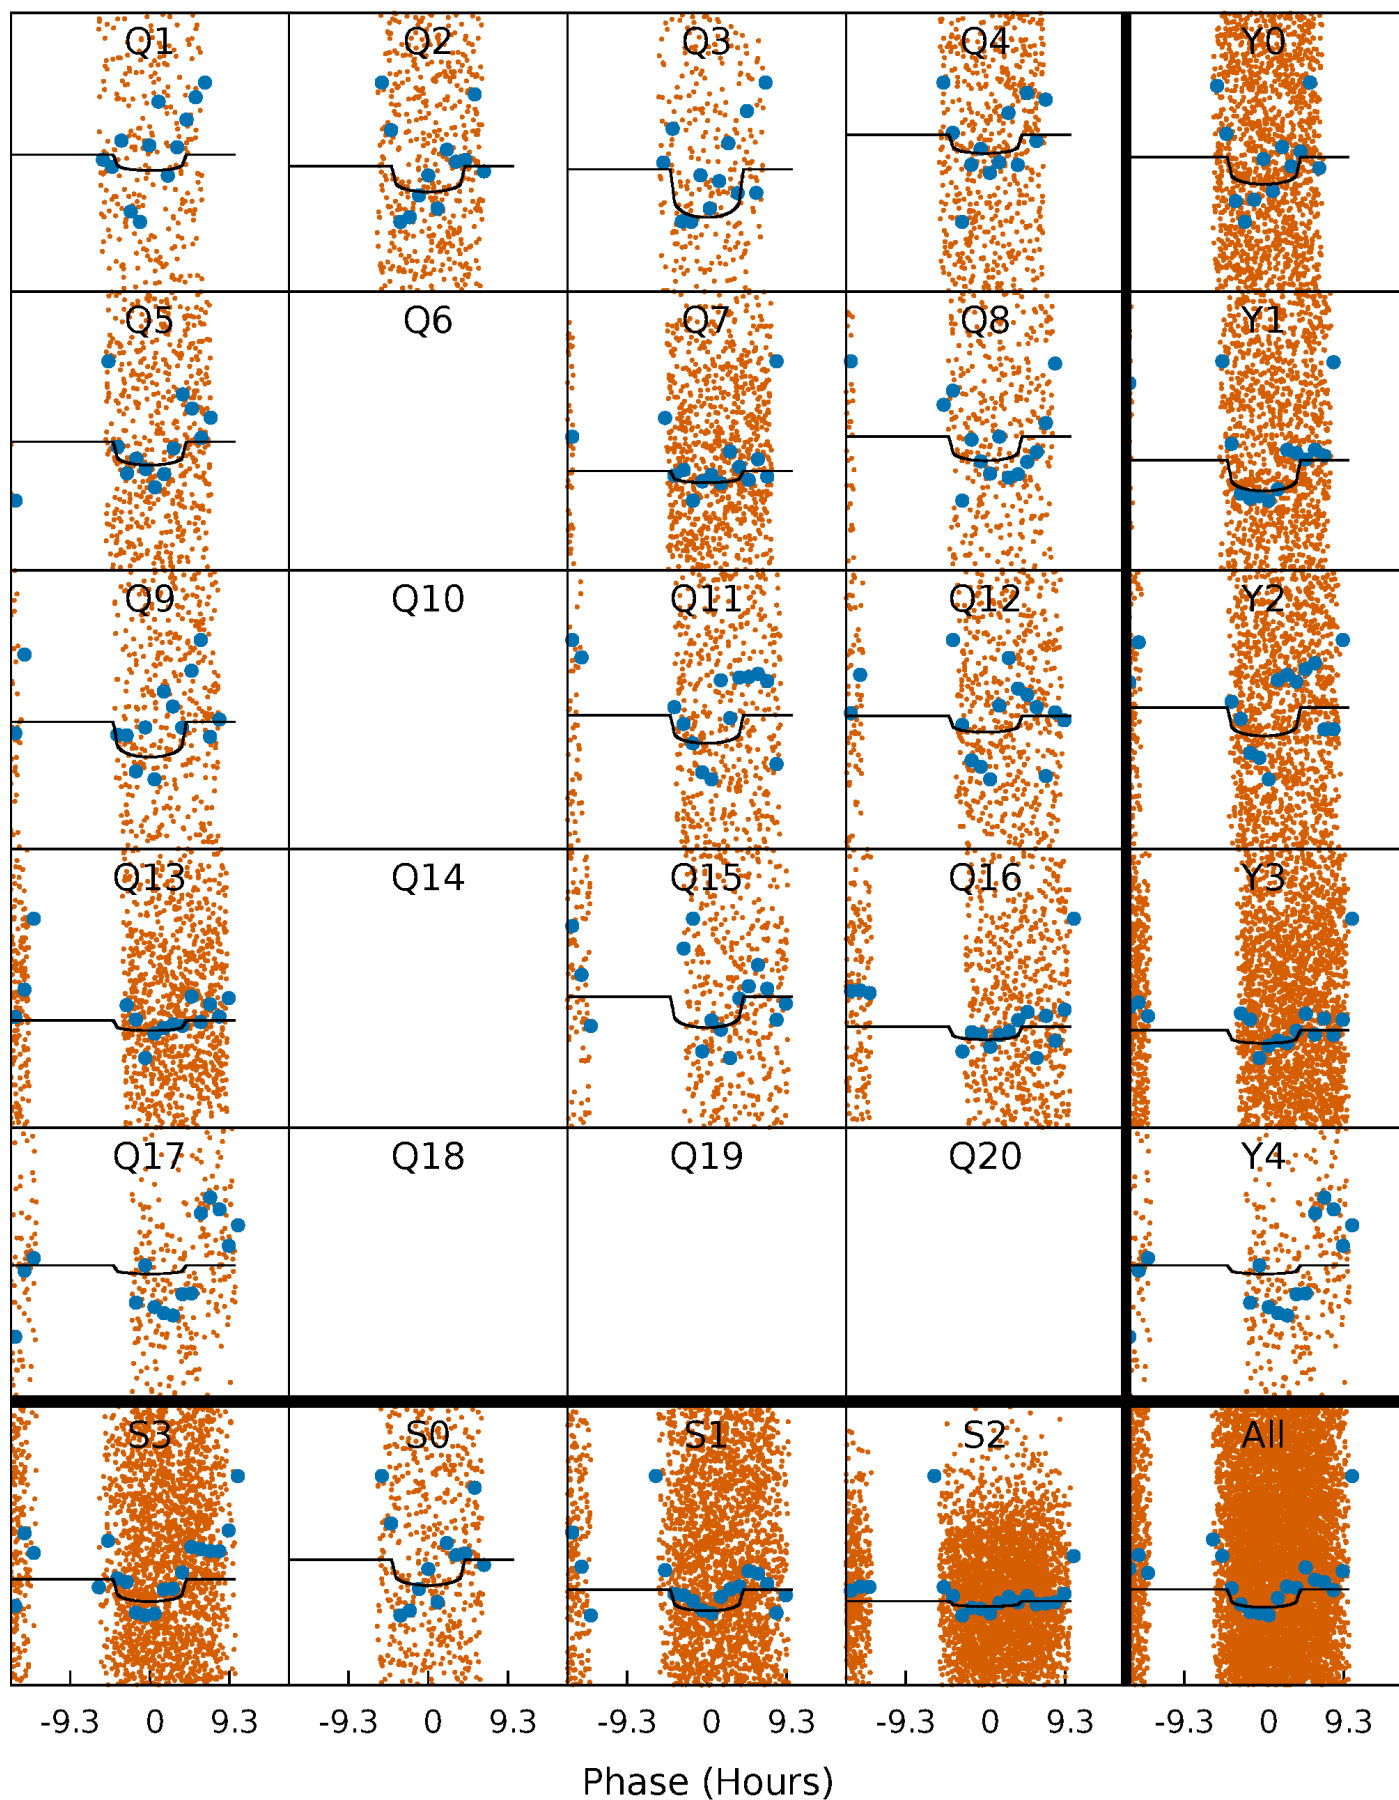 Q1 Q2 Q3 Q4 Y0
Q5 Q6 Q7 Q8 Y1
Q9 Q10 Q11 Q12 Y2
Q13 Q14 Q15 Q16 Y3
Q17 Q18 Q19 Q20 Y4
S3 S0 S1 S2 All
-9.3 0 9.3 -9.3 0 9.3 -9.3 0 9.3 -9.3 0 9.3 -9.3 0 9.3
Phase (Hours)